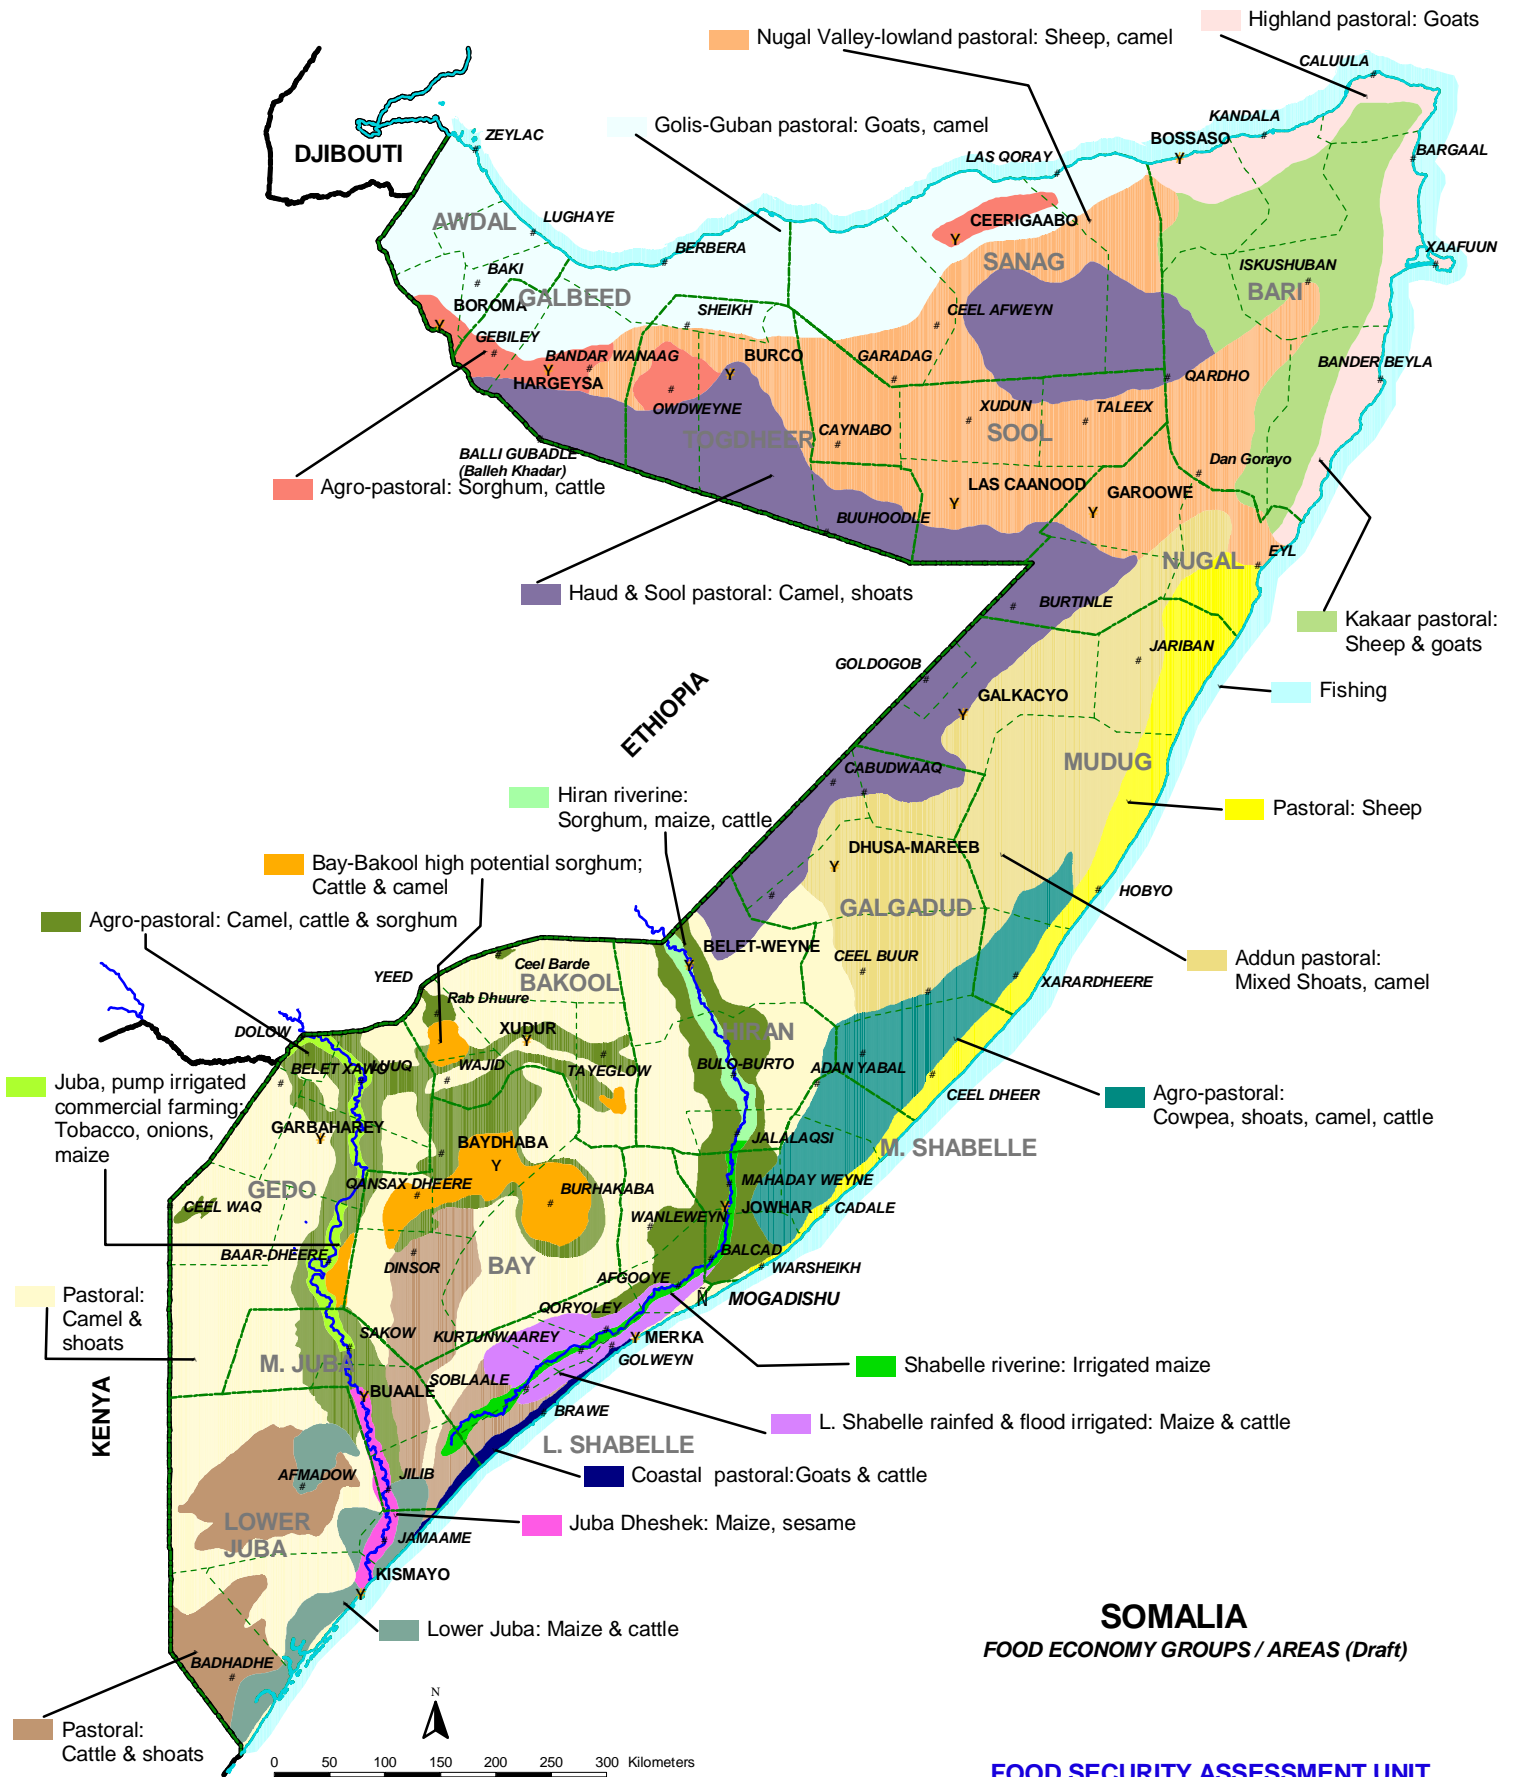 Highland pastoral: Goats
Nugal Valley-lowland pastoral: Sheep, camel
CALUULA
KANDALA
Golis-Guban pastoral: Goats, camel
ZEYLAC
BOSSASO
DJIBOUTI
LAS QORAY
BARGAAL
AWDAL
LUGHAYE
CEERIGAABO
BERBERA
XAAFUUN
SANAG
BAKI
ISKUSHUBAN
GALBEED
BARI
BOROMA
SHEIKH
CEEL AFWEYN
GEBILEY
BANDAR WANAAG
BURCO
GARADAG
BANDER BEYLA
HARGEYSA
QARDHO
OWDWEYNE
XUDUN
TALEEX
TOGDHEER
CAYNABO
SOOL
BALLI GUBADLE
(Balleh Khadar)
Dan Gorayo
Agro-pastoral: Sorghum, cattle
LAS CAANOOD
GAROOWE
BUUHOODLE
EYL
NUGAL
Haud & Sool pastoral: Camel, shoats
BURTINLE
Kakaar pastoral:
Sheep & goats
JARIBAN
GOLDOGOB
Fishing
GALKACYO
ETHIOPIA
MUDUG
CABUDWAAQ
Hiran riverine:
Sorghum, maize, cattle
Pastoral: Sheep
DHUSA-MAREEB
Bay-Bakool high potential sorghum;
Cattle & camel
HOBYO
GALGADUD
Agro-pastoral: Camel, cattle & sorghum
BELET-WEYNE
CEEL BUUR
Addun pastoral:
Mixed Shoats, camel
Ceel Barde
YEED
BAKOOL
XARARDHEERE
Rab Dhuure
XUDUR
HIRAN
DOLOW
LUUQ
WAJID
BULO-BURTO
ADAN YABAL
BELET XAWO
TAYEGLOW
Juba, pump irrigated
commercial farming:
Tobacco, onions,
maize
CEEL DHEER
Agro-pastoral:
Cowpea, shoats, camel, cattle
GARBAHAREY
BAYDHABA
JALALAQSI
M. SHABELLE
QANSAX DHEERE
MAHADAY WEYNE
GEDO
BURHAKABA
CEEL WAQ
WANLEWEYN
JOWHAR
CADALE
BAAR-DHEERE
BALCAD
DINSOR
BAY
WARSHEIKH
AFGOOYE
Pastoral:
Camel &
shoats
MOGADISHU
QORYOLEY
SAKOW
KURTUNWAAREY
MERKA
M. JUBA
GOLWEYN
Shabelle riverine: Irrigated maize
SOBLAALE
BUAALE
KENYA
BRAWE
L. Shabelle rainfed & flood irrigated: Maize & cattle
L. SHABELLE
AFMADOW
JILIB
Coastal pastoral:Goats & cattle
LOWER
JUBA
Juba Dheshek: Maize, sesame
JAMAAME
KISMAYO
Lower Juba: Maize & cattle
SOMALIA
FOOD ECONOMY GROUPS / AREAS (Draft)
BADHADHE
N
Pastoral:
Cattle & shoats
0 50 100 150 200 250 300 Kilometers
FOOD SECURITY ASSESSMENT UNIT